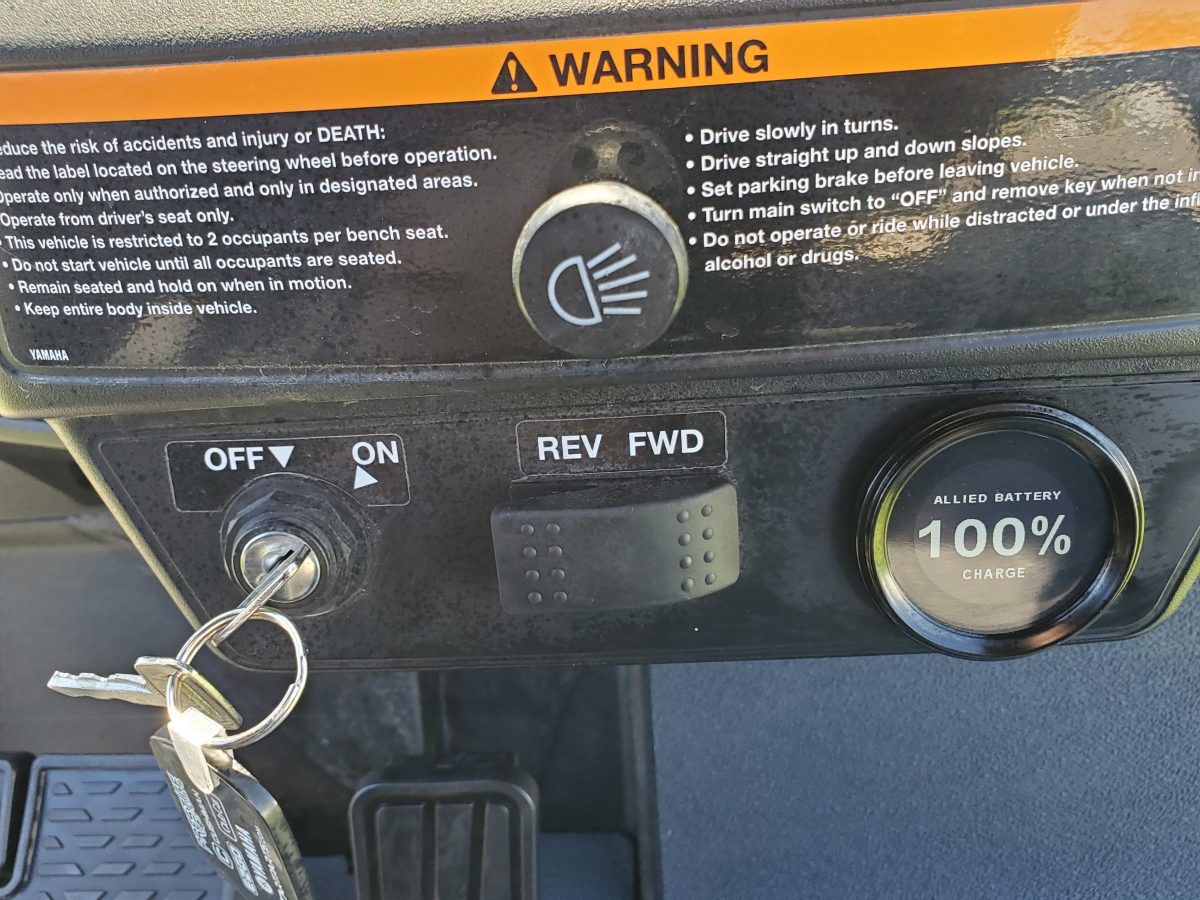 WARNING
educe the risk of accidents and injury or DEATH:
ead the label located on the steering wheel before operation.
Operate only when authorized and only in designated areas.
Operate from driver's seat only.
• This vehicle is restricted to 2 occupants per bench seat.
• Do not start vehicle until all occupants are seated.
• Remain seated and hold on when in motion.
• Keep entire body inside vehicle.
YAMAHA
• Drive slowly in turns.
• Drive straight up and down slopes.
• Set parking brake before leaving vehicle.
• Turn main switch to “OFF” and remove key when not in
• Do not operate or ride while distracted or under the infl
alcohol or drugs.
OFF▼ ON
▲
REV FWD
ALLIED BATTERY
100%
CHARGE
YAMAHA